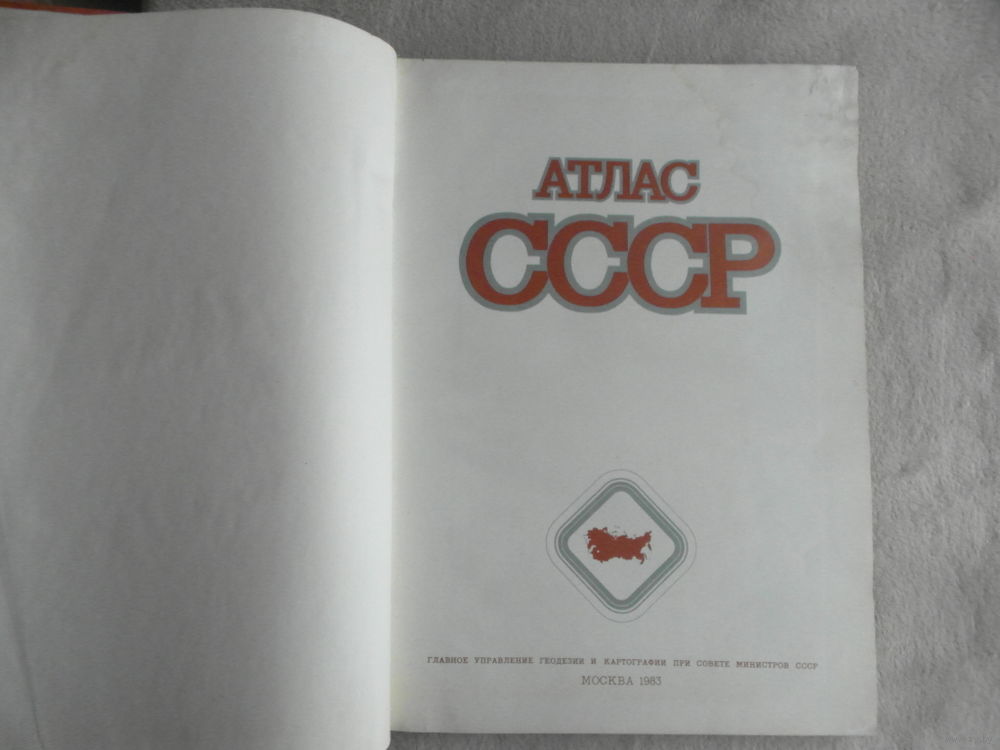 АТЛАС
СССР
ГЛАВНОЕ УПРАВЛЕНИЕ ГЕОДЕЗИИ И КАРТОГРАФИИ ПРИ СОВЕТЕ МИНИСТРОВ СССР
МОСКВА 1983